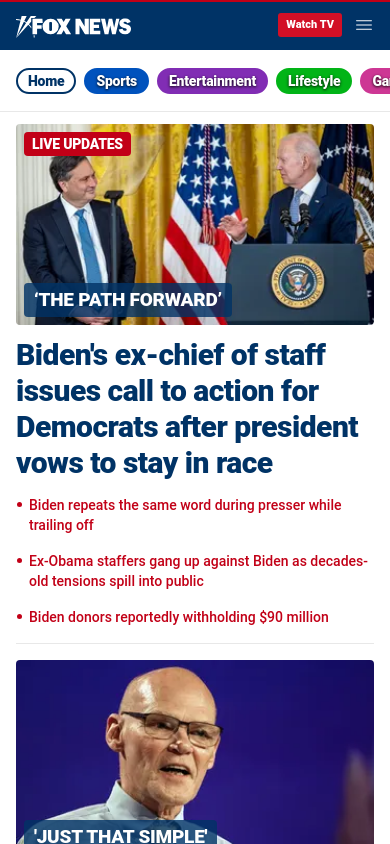 FOX NEWS
Watch TV
Home
Sports
Entertainment
Lifestyle
LIVE UPDATES
'THE PATH FORWARD'
Biden's ex-chief of staff
issues call to action for
Democrats after president
vows to stay in race
• Biden repeats the same word during presser while
trailing off
• Ex-Obama staffers gang up against Biden as decades-
old tensions spill into public
• Biden donors reportedly withholding $90 million
'JUST THAT SIMPLE'